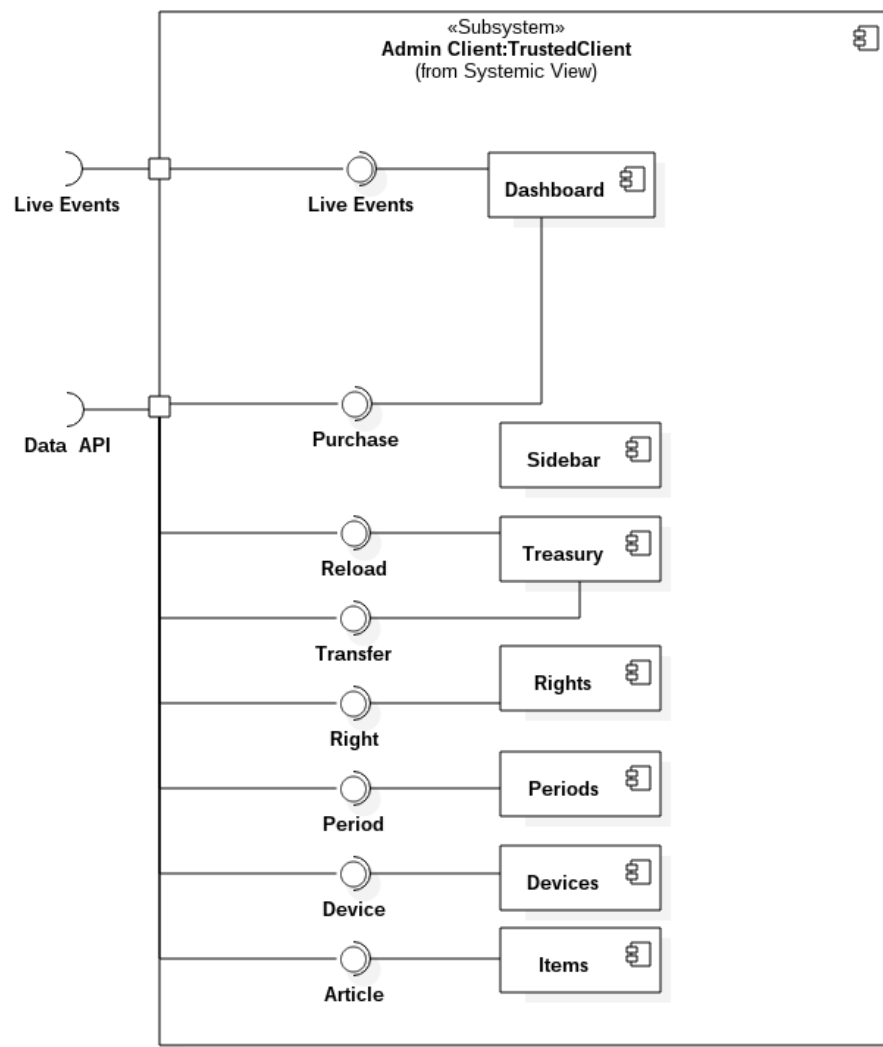 «Subsystem»
Admin Client:TrustedClient
(from Systemic View)
Live Events
Live Events
Dashboard
Data API
Purchase
Sidebar
Reload
Treasury
Transfer
Rights
Right
Periods
Period
Devices
Device
Items
Article